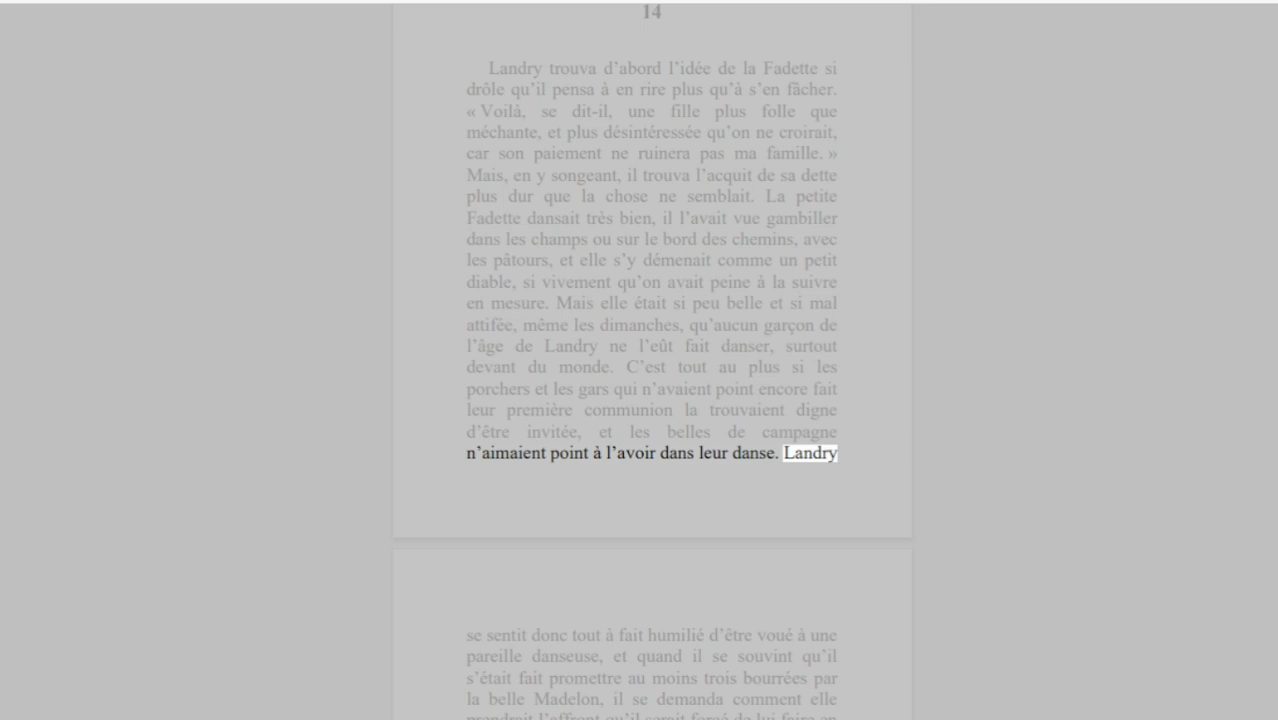 14
Landry trouva d’abord l’idée de la Fadette si
drôle qu’il pensa à en rire plus qu’à s’en fâcher.
« Voilà, se dit-il, une fille plus folle que
méchante, et plus désintéressée qu’on ne croirait,
car son paiement ne ruinera pas ma famille. »
Mais, en y songeant, il trouva l’acquit de sa dette
plus dur que la chose ne semblait. La petite
Fadette dansait très bien, il l’avait vue gambiller
dans les champs ou sur le bord des chemins, avec
les pâtours, et elle s’y démenait comme un petit
diable, si vivement qu’on avait peine à la suivre
en mesure. Mais elle était si peu belle et si mal
attifée, même les dimanches, qu’aucun garçon de
l’âge de Landry ne l’eût fait danser, surtout
devant du monde. C’est tout au plus si les
porchers et les gars qui n’avaient point encore fait
leur première communion la trouvaient digne
d’être invitée, et les belles de campagne
n’aimaient point à l’avoir dans leur danse. Landry
se sentit donc tout à fait humilié d’être voué à une
pareille danseuse, et quand il se souvint qu’il
s’était fait promettre au moins trois bourrées par
la belle Madelon, il se demanda comment elle
prendrait l’affront qu’il serait forcé de lui faire en